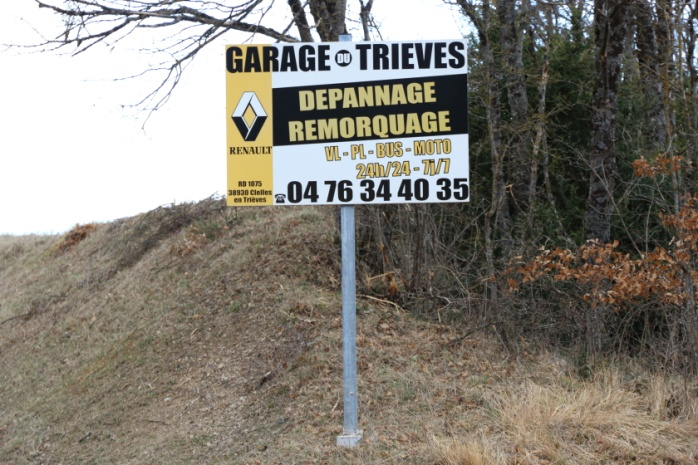 GARAGE DU TRIEVES
DEPANNAGE
REMORQUAGE
RENAULT
VL - PL - BUS - MOTO
24h/24 - 7j/7
RD 1075
38930 Clelles
en Trièves
04 76 34 40 35